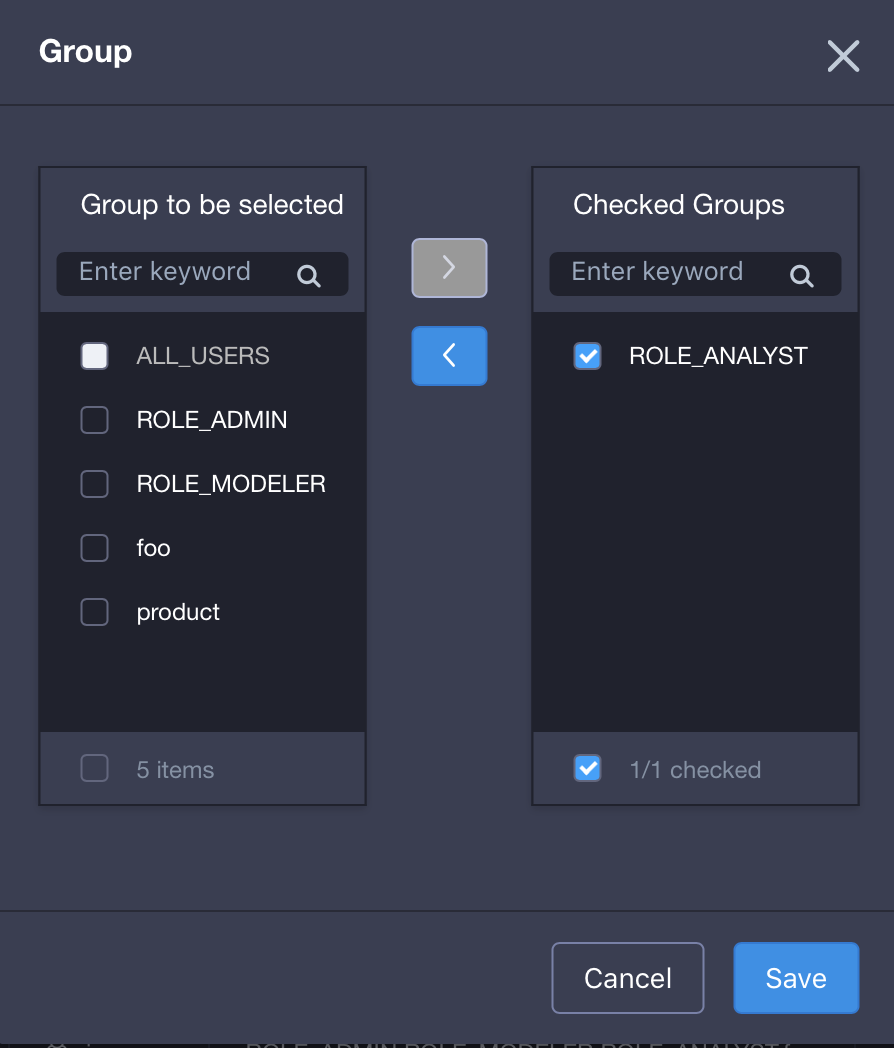 Group
Group to be selected
Enter keyword
ALL_USERS
ROLE_ADMIN
ROLE_MODELER
foo
product
5 items
Checked Groups
Enter keyword
ROLE_ANALYST
1/1 checked
Cancel
Save